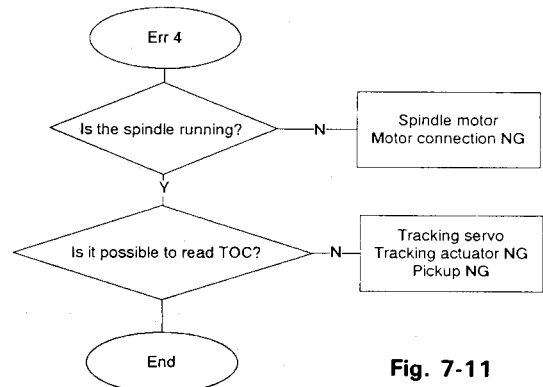 Err 4
Is the spindle running?
N
Spindle motor
Motor connection NG
Y
Is it possible to read TOC?
N
Tracking servo
Tracking actuator NG
Pickup NG
End
Fig. 7-11